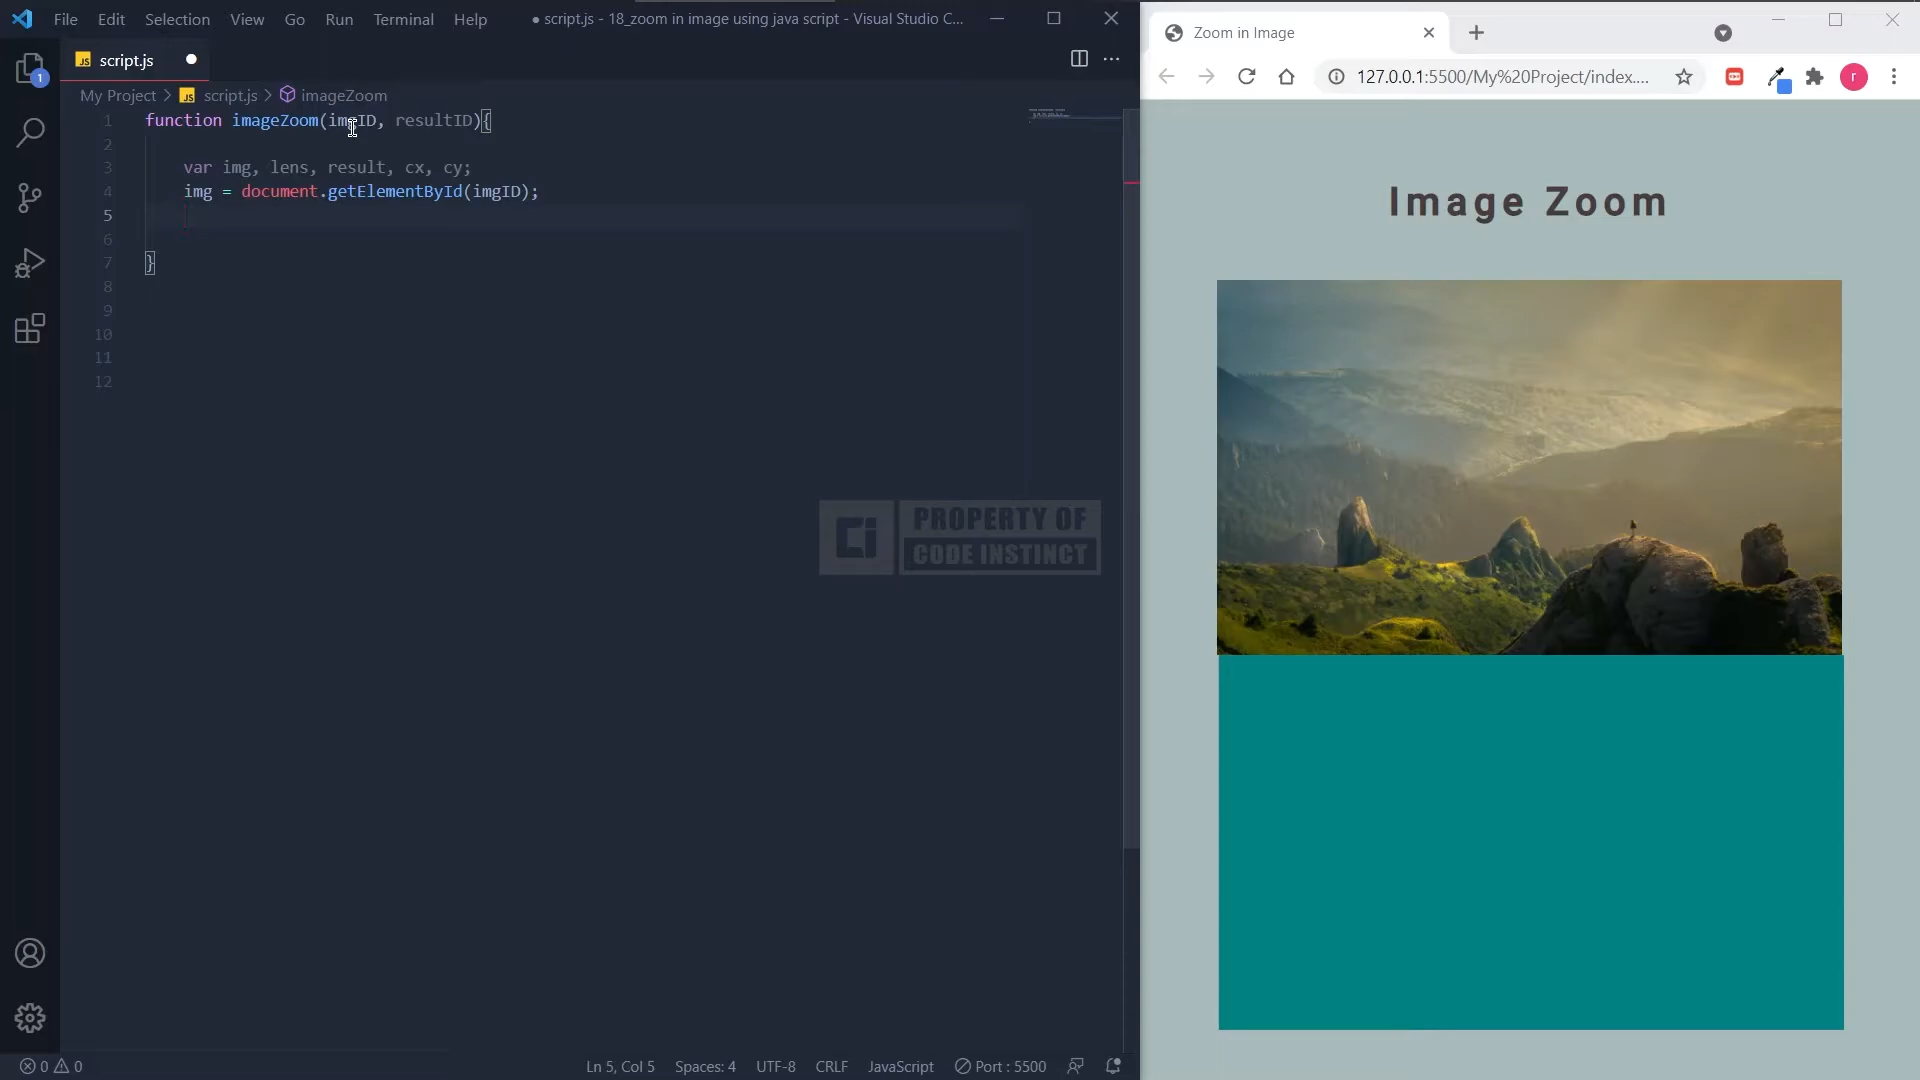 File Edit Selection View Go Run Terminal Help
● script.js - 18_zoom in image using java script - Visual Studio C...
JS script.js
My Project > JS script.js > imageZoom
1 function imageZoom(imgID, resultID){
2
3 var img, lens, result, cx, cy;
4 img = document.getElementById(imgID);
5
6
7 }
8
9
10
11
12
Ci
PROPERTY OF
CODE INSTINCT
1
0 0
Ln 5, Col 5 Spaces: 4 UTF-8 CRLF JavaScript Port : 5500
Zoom in Image
127.0.0.1:5500/My%20Project/index....
r
Image Zoom